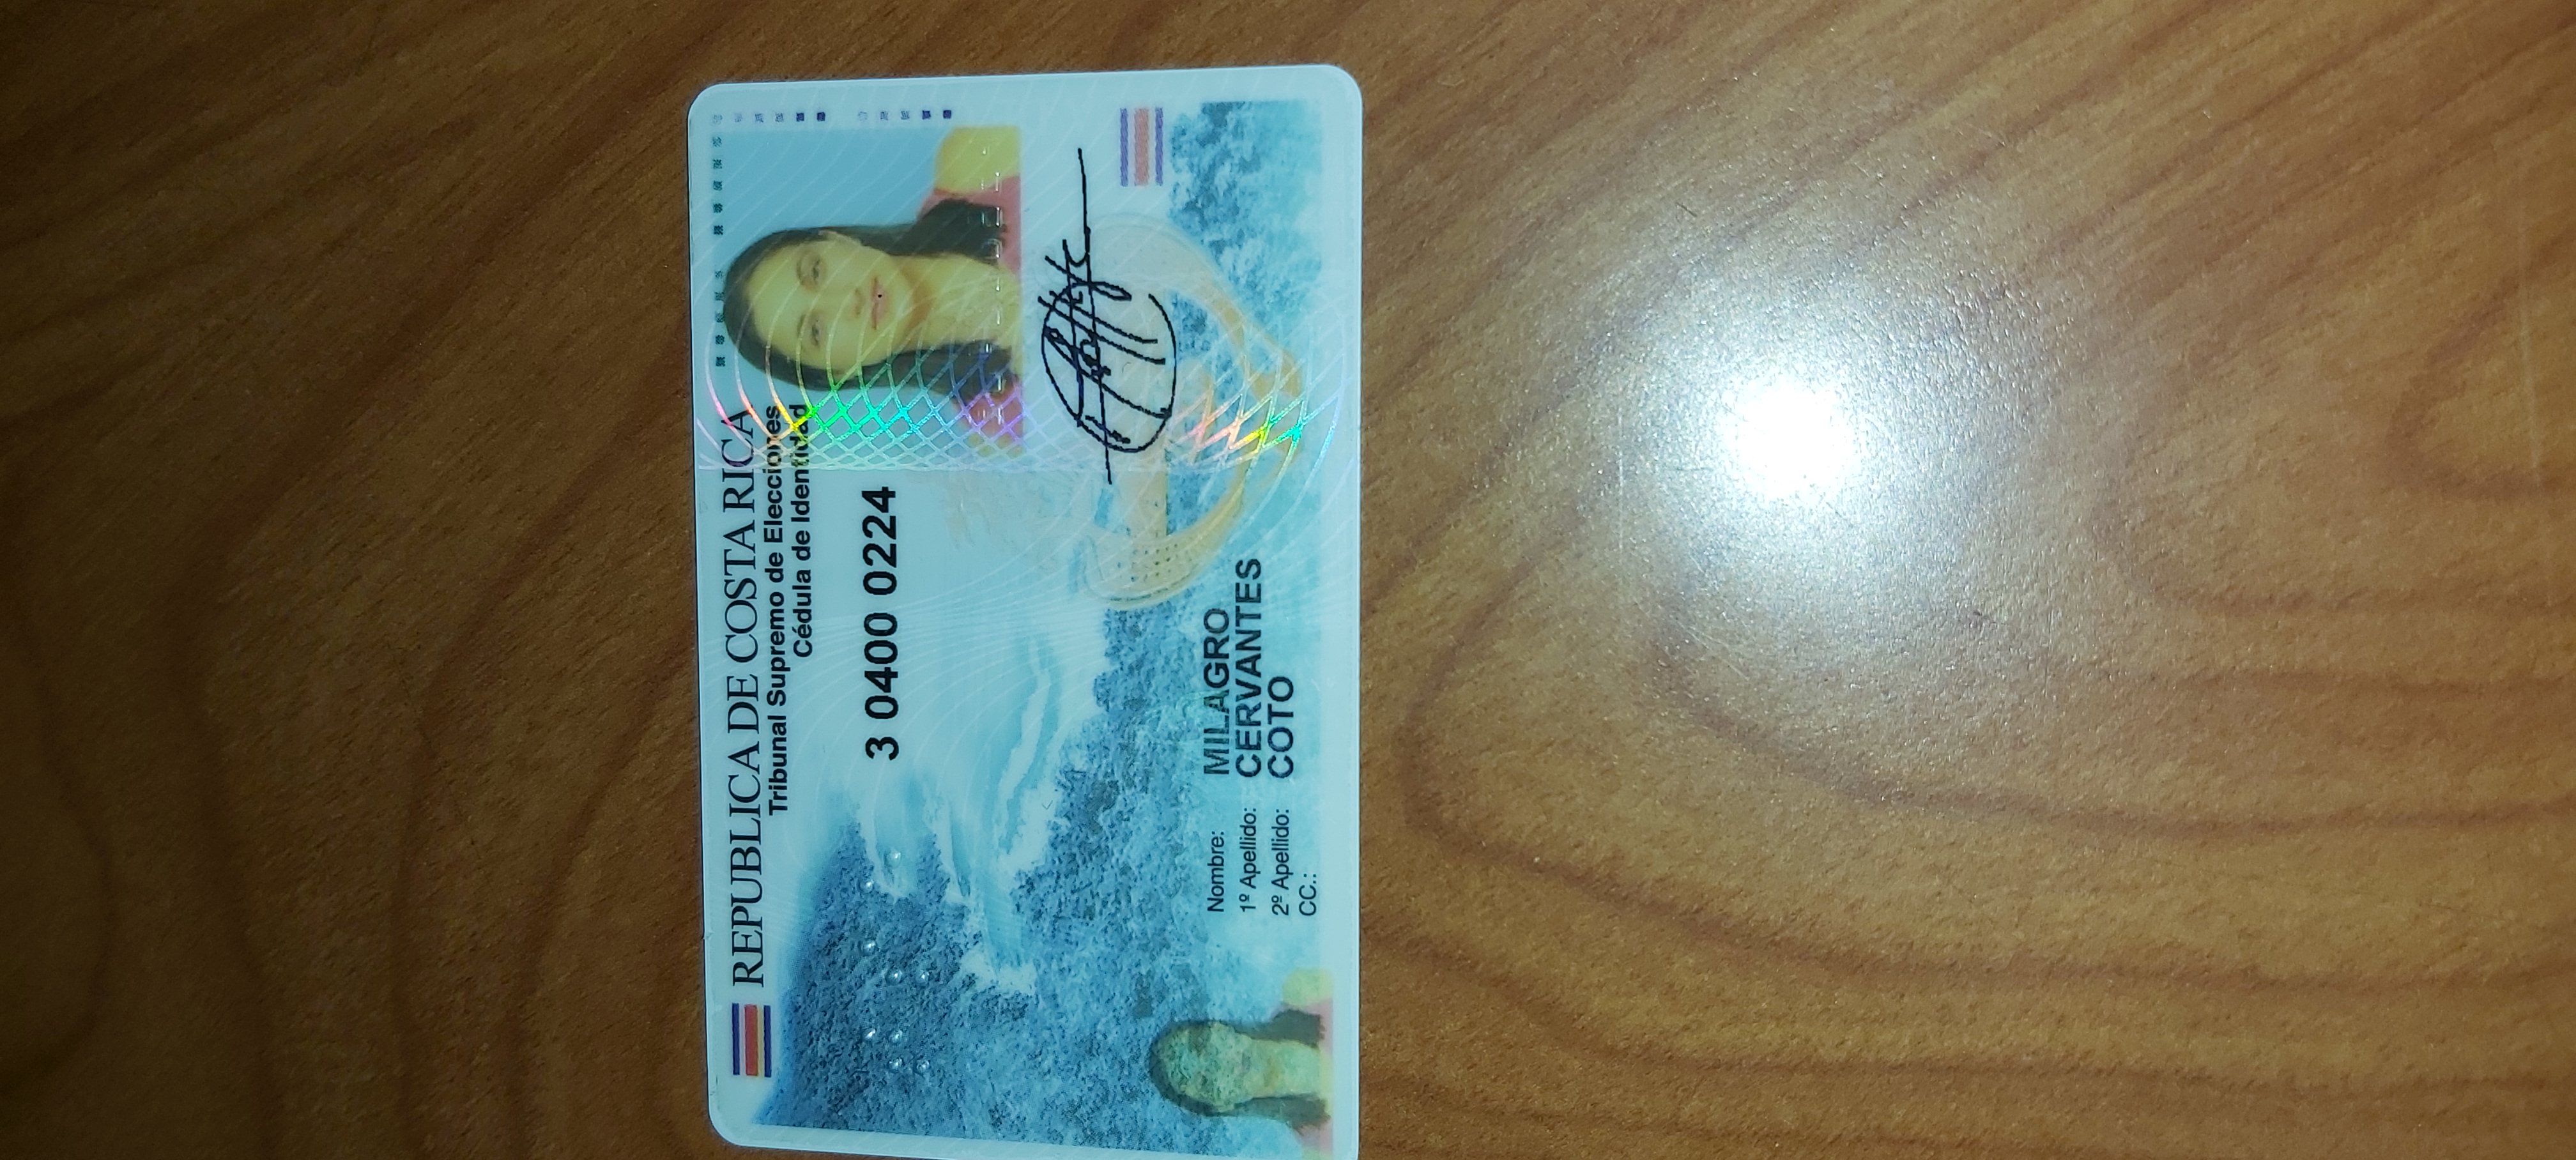 REPUBLICA DE COSTA RICA
Tribunal Supremo de Elecciones
Cédula de Identidad
3 0400 0224
Nombre: MILAGRO
1º Apellido: CERVANTES
2º Apellido: COTO
CC.: